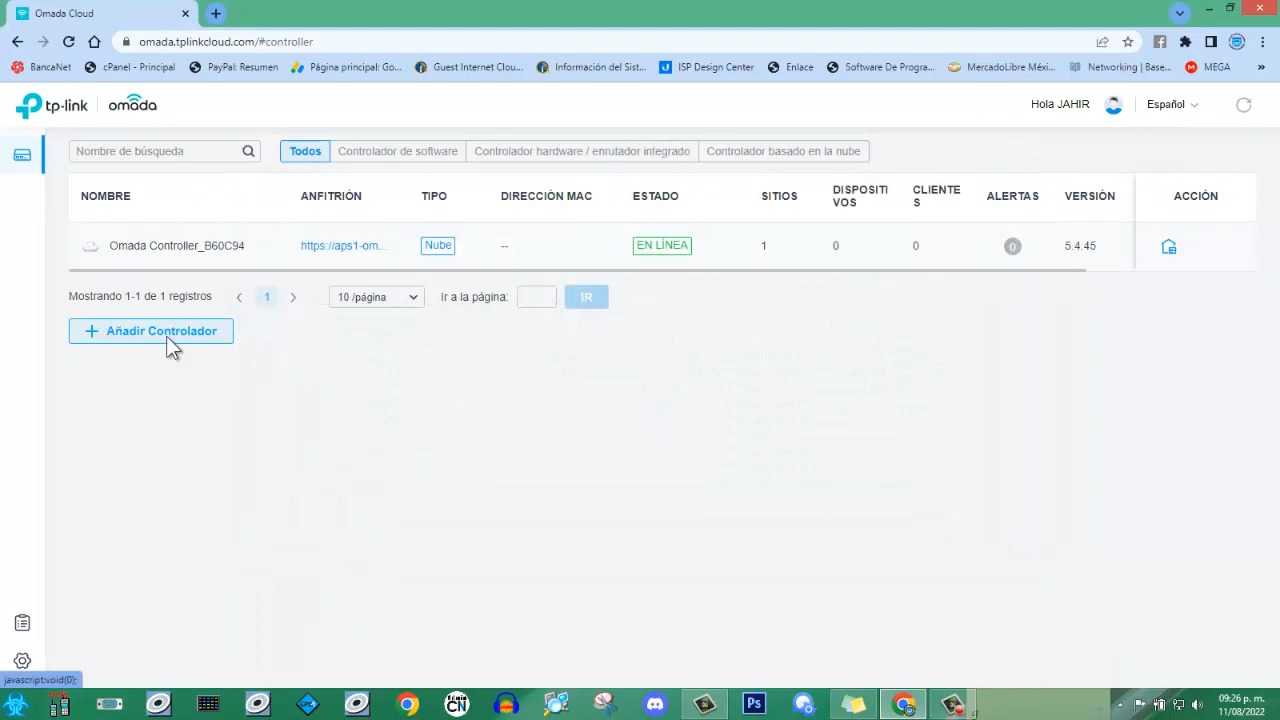 Omada Cloud
omada.tplinkcloud.com/#controller
BancaNet
cPanel - Principal
PayPal: Resumen
Página principal: Go...
Guest Internet Clou...
Información del Sist...
ISP Design Center
Enlace
Software De Progra...
MercadoLibre Méxi...
Networking | Base...
MEGA
»
tp-link
omada
Hola JAHIR
Español
Nombre de búsqueda
Todos
Controlador de software
Controlador hardware / enrutador integrado
Controlador basado en la nube
NOMBRE
ANFITRIÓN
TIPO
DIRECCIÓN MAC
ESTADO
SITIOS
DISPOSITI
VOS
CLIENTE
S
ALERTAS
VERSIÓN
ACCIÓN
Omada Controller_B60C94
https://aps1-om...
Nube
--
EN LÍNEA
1
0
0
0
5.4.45
Mostrando 1-1 de 1 registros
1
10 /página
Ir a la página:
IR
Añadir Controlador
javascript:void(0);
CIN
Ps
09:26 p. m.
11/08/2022